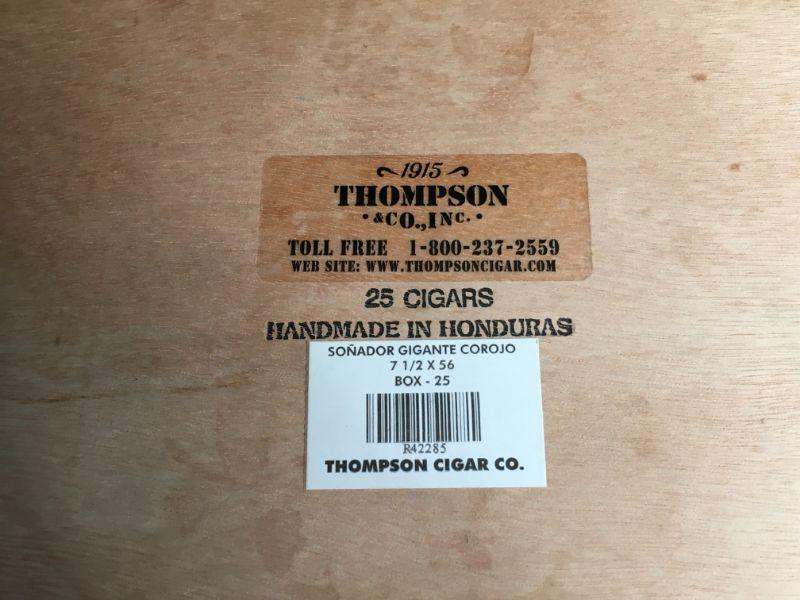 1915
THOMPSON
• & CO., INC. •
TOLL FREE 1-800-237-2559
WEB SITE: WWW.THOMPSONCIGAR.COM
25 CIGARS
HANDMADE IN HONDURAS
SOÑADOR GIGANTE COROJO
7 1/2 X 56
BOX - 25
R42285
THOMPSON CIGAR CO.